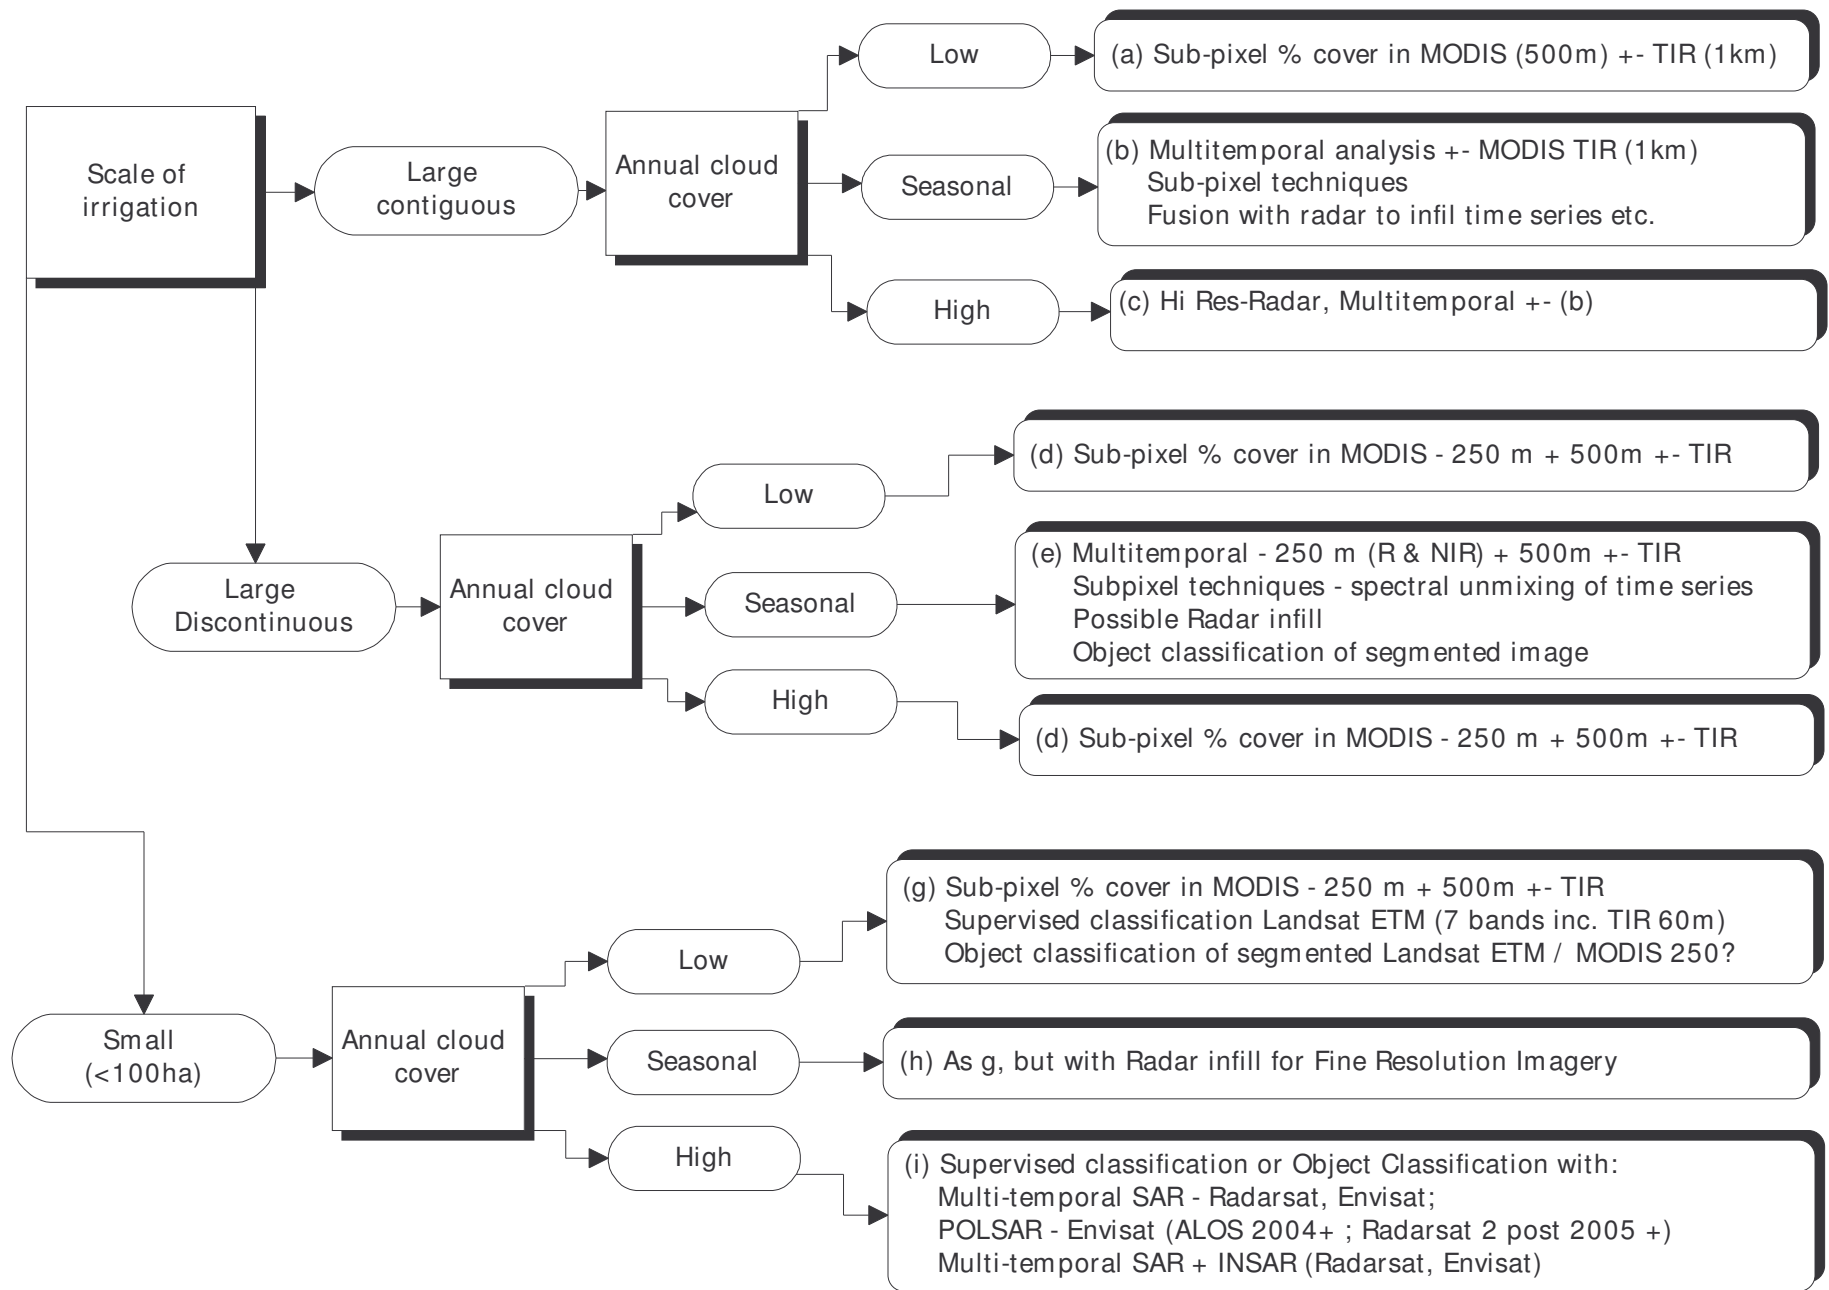 Scale of
irrigation
Large
contiguous
Annual cloud
cover
Low
(a) Sub-pixel % cover in MODIS (500m) +- TIR (1km)
Seasonal
(b) Multitemporal analysis +- MODIS TIR (1km)
Sub-pixel techniques
Fusion with radar to infil time series etc.
High
(c) Hi Res-Radar, Multitemporal +- (b)
Large
Discontinuous
Annual cloud
cover
Low
(d) Sub-pixel % cover in MODIS - 250 m + 500m +- TIR
Seasonal
(e) Multitemporal - 250 m (R & NIR) + 500m +- TIR
Subpixel techniques - spectral unmixing of time series
Possible Radar infill
Object classification of segmented image
High
(d) Sub-pixel % cover in MODIS - 250 m + 500m +- TIR
Small
(<100ha)
Annual cloud
cover
Low
(g) Sub-pixel % cover in MODIS - 250 m + 500m +- TIR
Supervised classification Landsat ETM (7 bands inc. TIR 60m)
Object classification of segmented Landsat ETM / MODIS 250?
Seasonal
(h) As g, but with Radar infill for Fine Resolution Imagery
High
(i) Supervised classification or Object Classification with:
Multi-temporal SAR - Radarsat, Envisat;
POLSAR - Envisat (ALOS 2004+ ; Radarsat 2 post 2005 +)
Multi-temporal SAR + INSAR (Radarsat, Envisat)